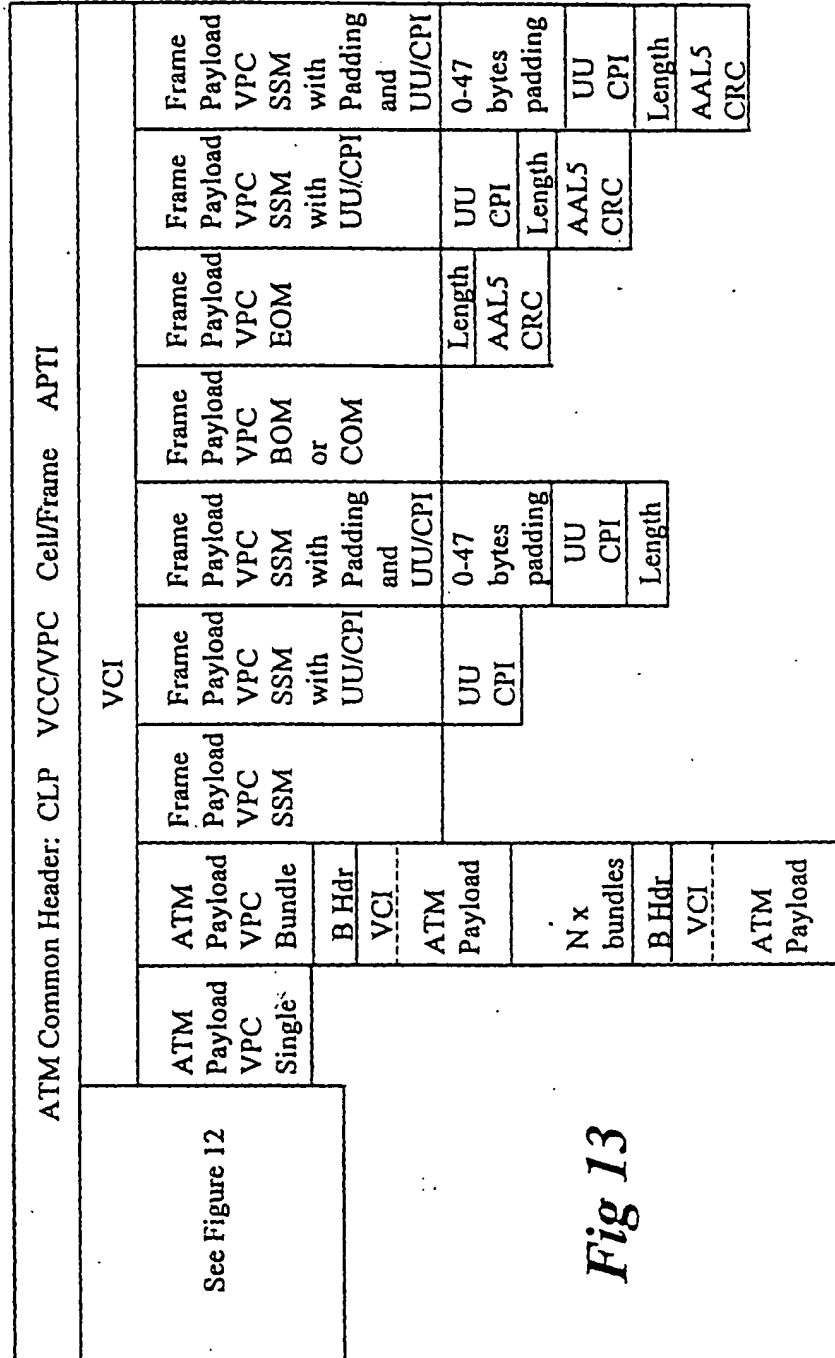 ATM Common Header: CLP VCC/VPC Cell/Frame APTI
VCI
See Figure 12
ATM
Payload
VPC
Single
ATM
Payload
VPC
Bundle
B Hdr
VCI
ATM
Payload
N x
bundles
B Hdr
VCI
ATM
Payload
Frame
Payload
VPC
SSM
Frame
Payload
VPC
SSM
with
UU/CPI
UU
CPI
Frame
Payload
VPC
SSM
with
Padding
and
UU/CPI
0-47
bytes
padding
UU
CPI
Length
Frame
Payload
VPC
BOM
or
COM
Frame
Payload
VPC
EOM
Length
AAL5
CRC
Frame
Payload
VPC
SSM
with
UU/CPI
UU
CPI
Length
AAL5
CRC
Frame
Payload
VPC
SSM
with
Padding
and
UU/CPI
0-47
bytes
padding
UU
CPI
Length
AAL5
CRC
Fig 13